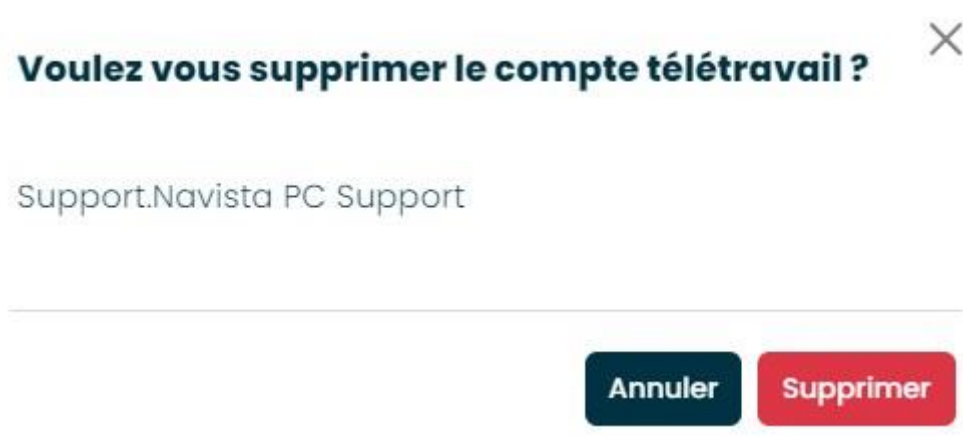 Voulez vous supprimer le compte télétravail ?
Support.Navista PC Support
Annuler
Supprimer